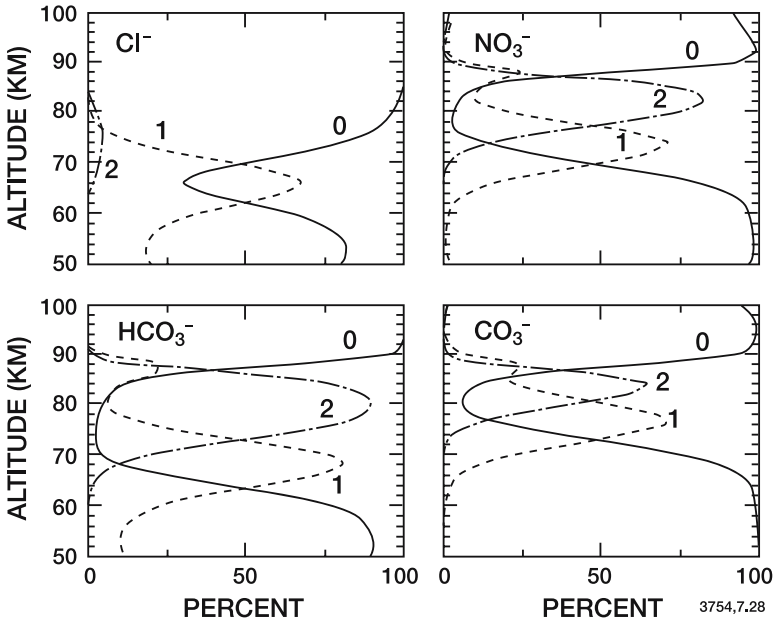 100
90
80
70
60
50
ALTITUDE (KM)
Cl⁻
0
1
2
NO₃⁻
0
2
1
100
90
80
70
60
50
ALTITUDE (KM)
HCO₃⁻
0
2
1
0 50 100
PERCENT
CO₃⁻
0
2
1
0 50 100
PERCENT
3754,7.28